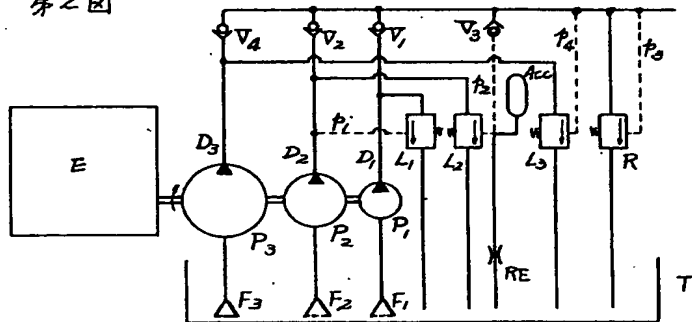 第2図
V4 V2 V1 V3 p4 p3
Acc
p2
E D3 p1 D2 D1 L1 L2 L3 R
P3 P2 P1
RE
F3 F2 F1 T